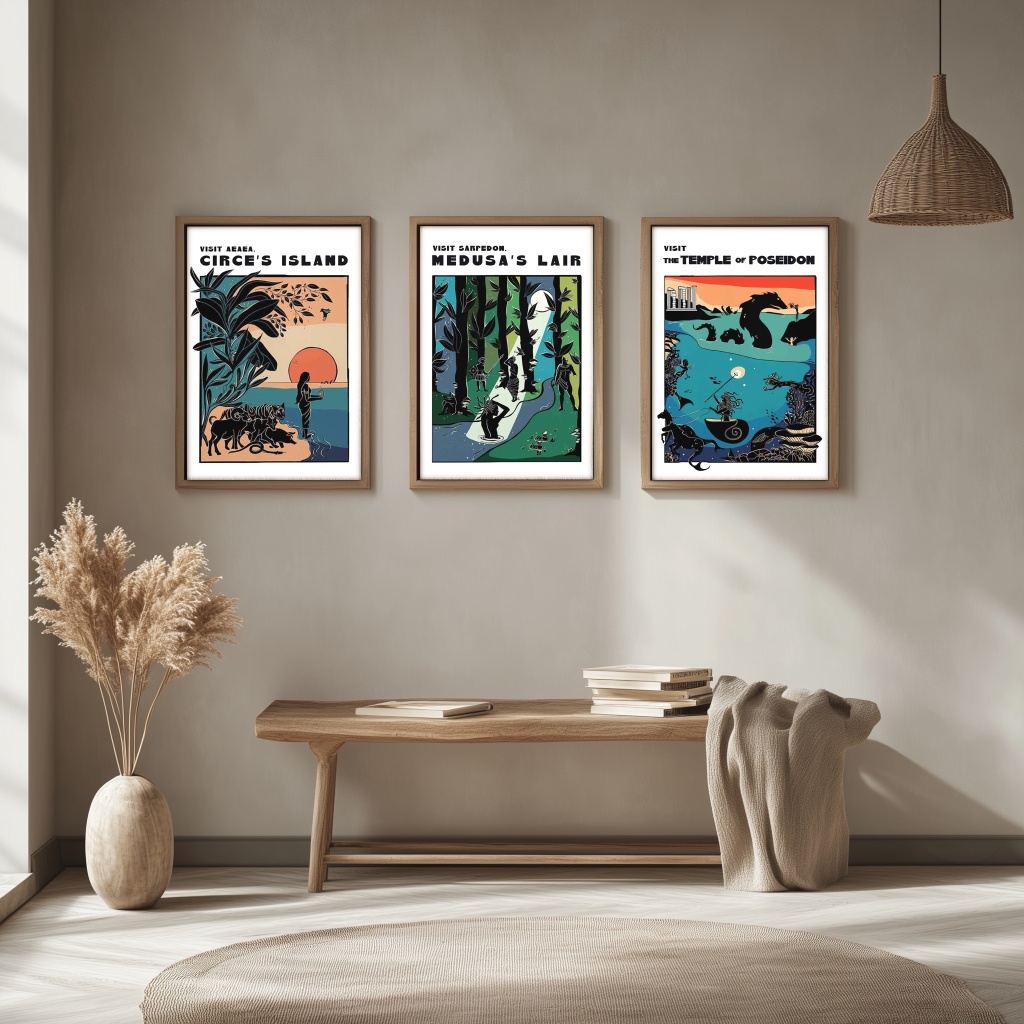 VISIT AEAEA,
CIRCE'S ISLAND
VISIT SARPEDON,
MEDUSA'S LAIR
VISIT
THE TEMPLE OF POSEIDON